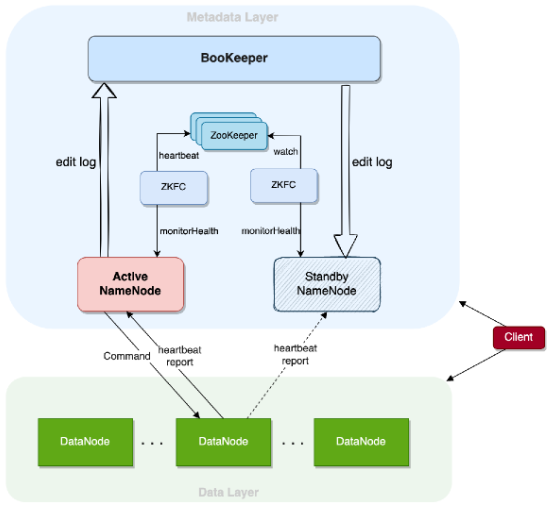 Metadata Layer
BooKeeper
ZooKeeper
heartbeat
watch
edit log
edit log
ZKFC
ZKFC
monitorHealth
monitorHealth
Active
NameNode
Standby
NameNode
Client
Command
heartbeat
report
heartbeat
report
DataNode
...
DataNode
...
DataNode
Data Layer